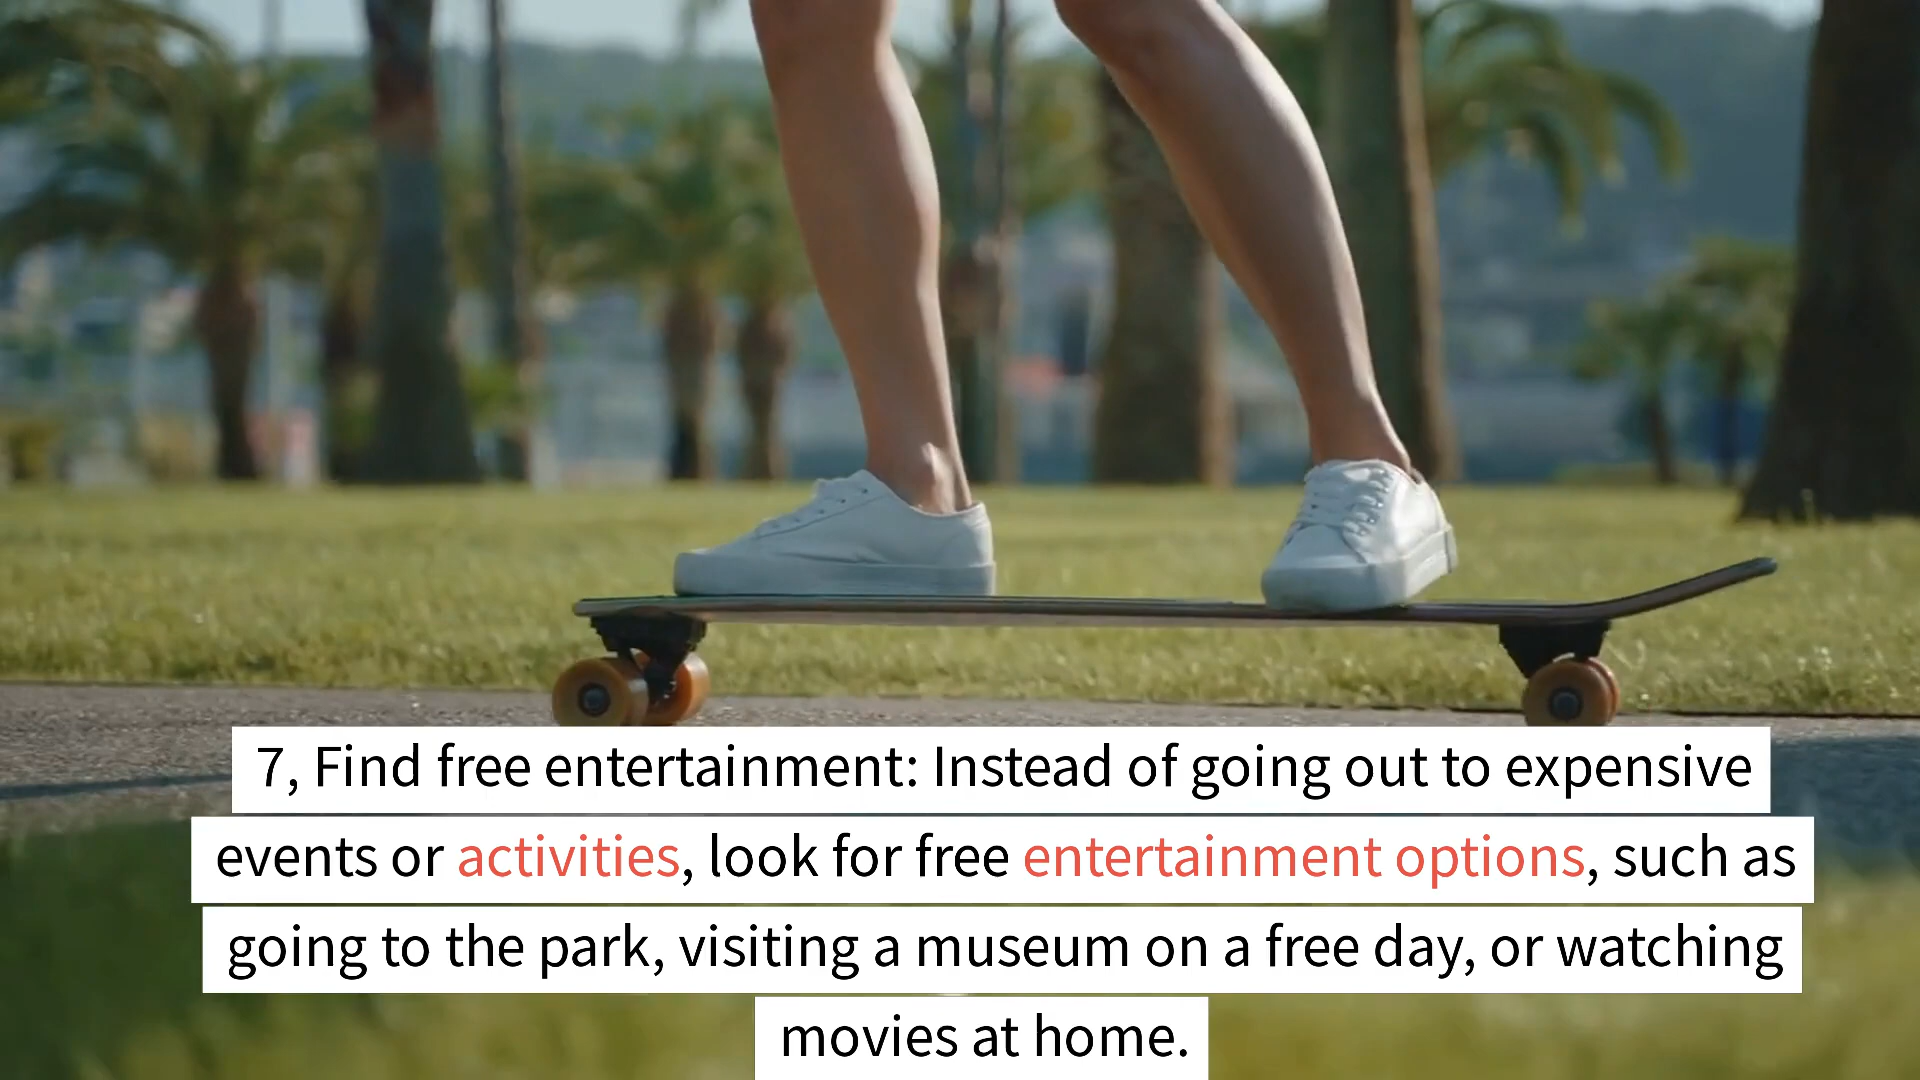 7, Find free entertainment: Instead of going out to expensive
events or activities, look for free entertainment options, such as
going to the park, visiting a museum on a free day, or watching
movies at home.